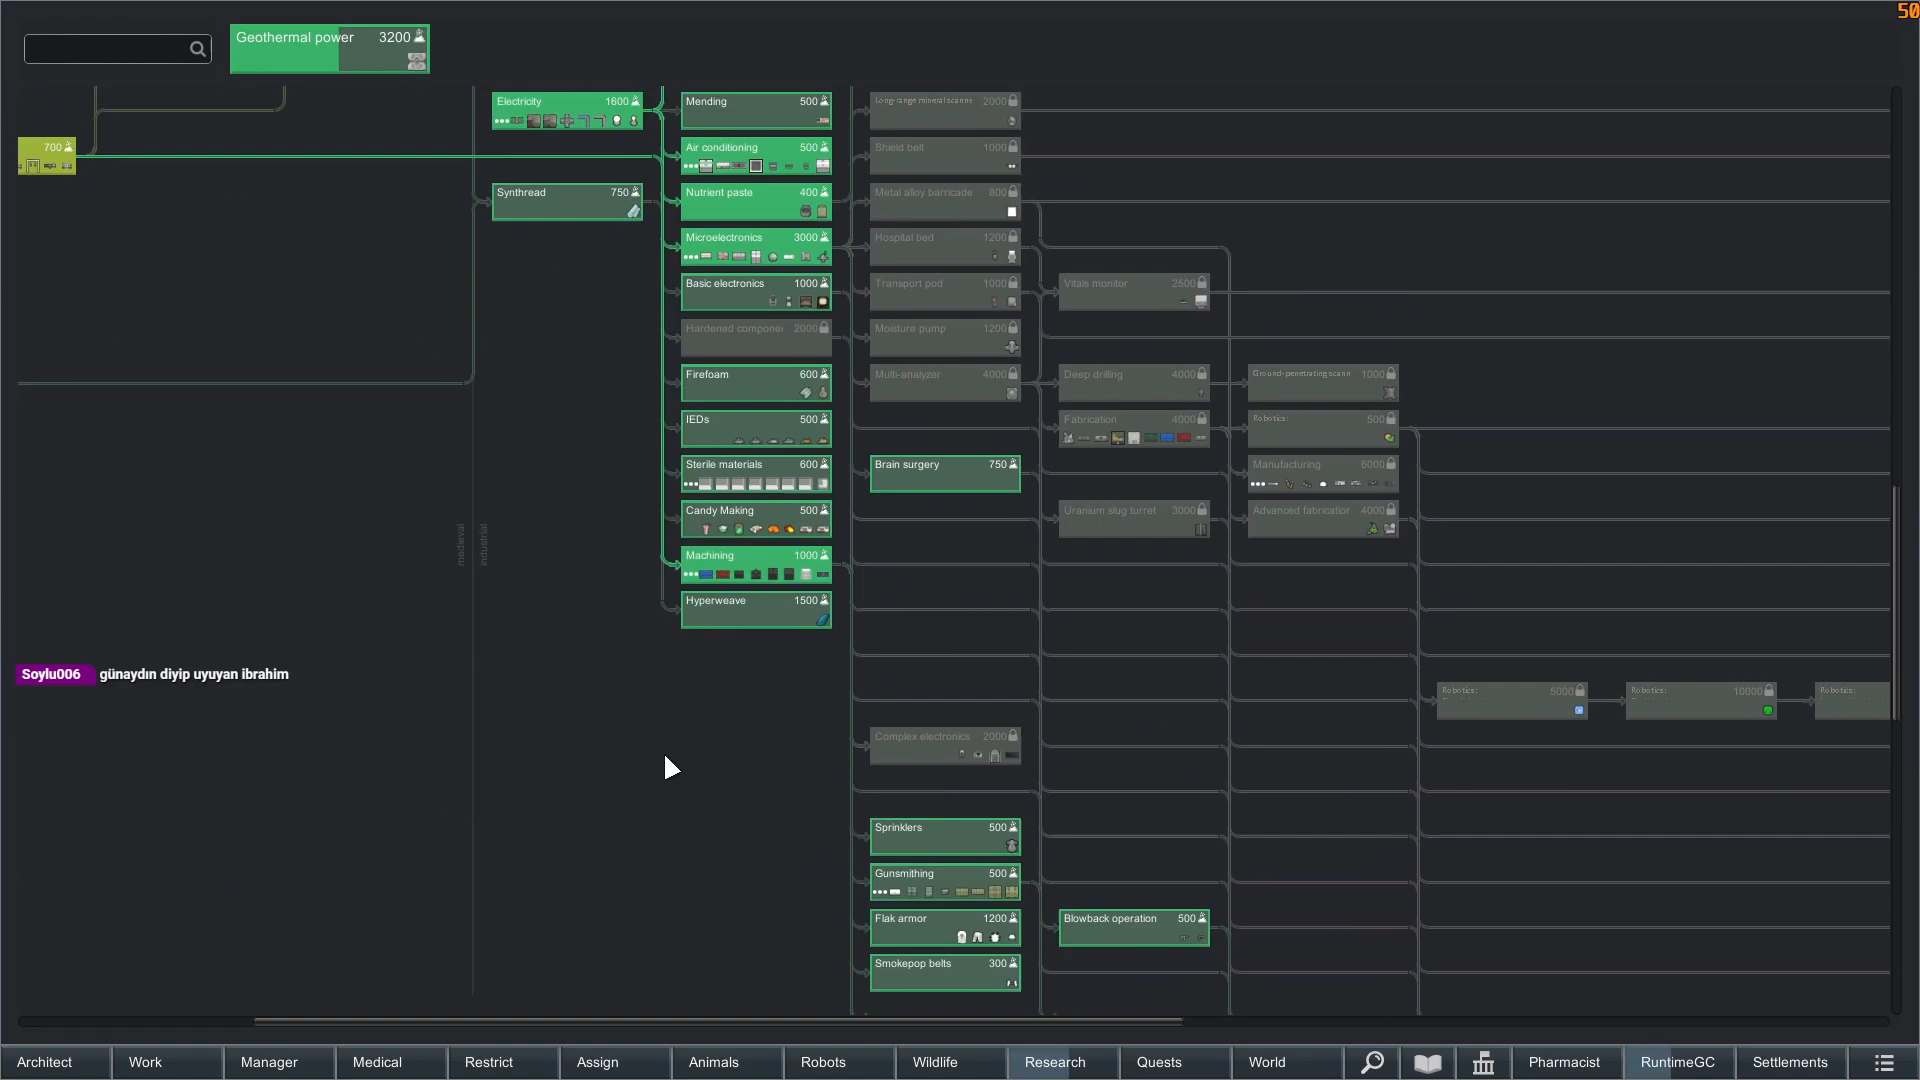 50
Geothermal power 3200
Electricity 1600
Mending 500
Long-range mineral scanne 2000
700
Air conditioning 500
Shield belt 1000
Synthread 750
Nutrient paste 400
Metal alloy barricade 800
Microelectronics 3000
Hospital bed 1200
Basic electronics 1000
Transport pod 1000
Vitals monitor 2500
Hardened componen 2000
Moisture pump 1200
Firefoam 600
Multi-analyzer 4000
Deep drilling 4000
Ground-penetrating scann 1000
IEDs 500
Fabrication 4000
Robotics: 500
Sterile materials 600
Brain surgery 750
Manufacturing 6000
Candy Making 500
Uranium slug turret 3000
Advanced fabrication 4000
medieval
industrial
Machining 1000
Hyperweave 1500
Soylu006 günaydın diyip uyuyan ibrahim
Robotics: 5000
Robotics: 10000
Robotics:
Complex electronics 2000
Sprinklers 500
Gunsmithing 500
Flak armor 1200
Blowback operation 500
Smokepop belts 300
Architect
Work
Manager
Medical
Restrict
Assign
Animals
Robots
Wildlife
Research
Quests
World
Pharmacist
RuntimeGC
Settlements